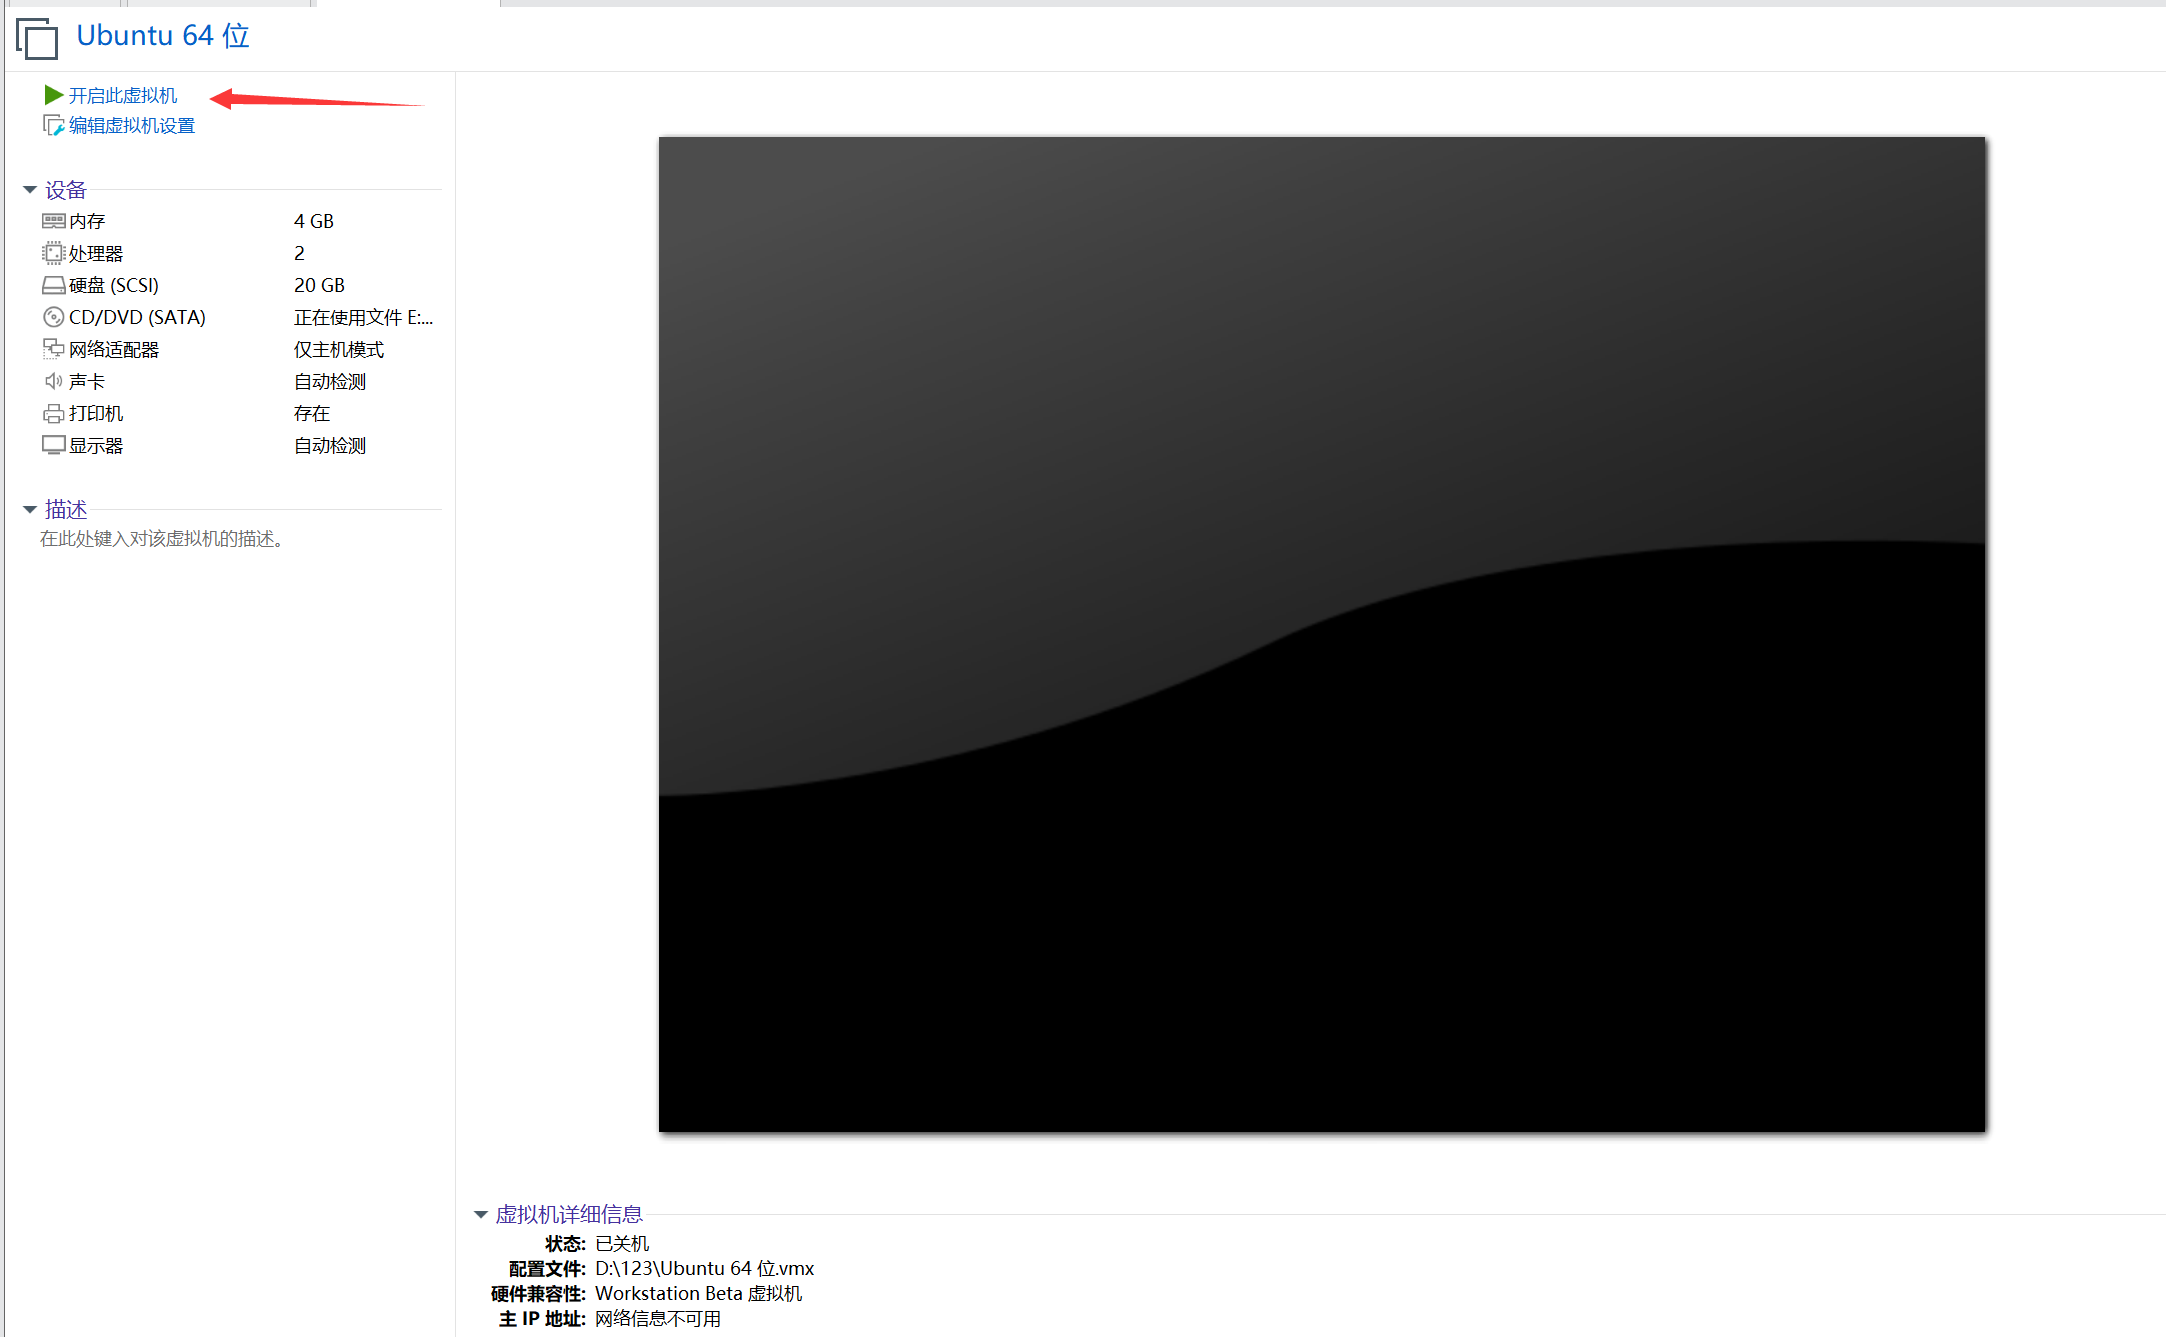 Ubuntu 64 位
开启此虚拟机
编辑虚拟机设置
设备
内存 4 GB
处理器 2
硬盘 (SCSI) 20 GB
CD/DVD (SATA) 正在使用文件 E:...
网络适配器 仅主机模式
声卡 自动检测
打印机 存在
显示器 自动检测
描述
在此处键入对该虚拟机的描述。
虚拟机详细信息
状态: 已关机
配置文件: D:\123\Ubuntu 64 位.vmx
硬件兼容性: Workstation Beta 虚拟机
主 IP 地址: 网络信息不可用